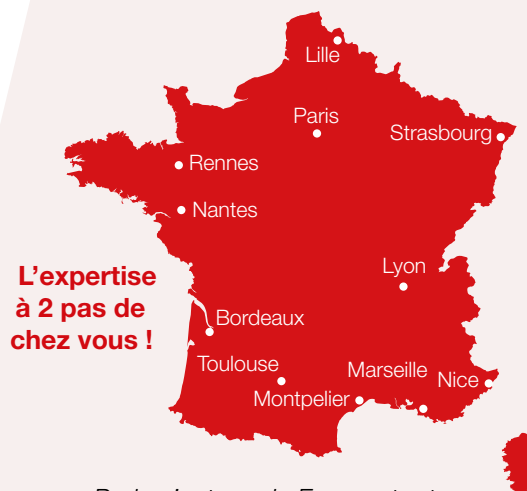 Lille
Paris
Strasbourg
Rennes
Nantes
L'expertise
à 2 pas de
chez vous !
Lyon
Bordeaux
Toulouse
Marseille
Nice
Montpelier